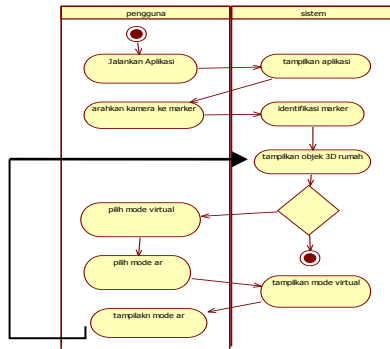 pengguna
sistem
Jalankan Aplikasi
tampilkan aplikasi
arahkan kamera ke marker
identifikasi marker
tampilkan objek 3D rumah
pilih mode virtual
pilih mode ar
tampilkan mode virtual
tampilakn mode ar